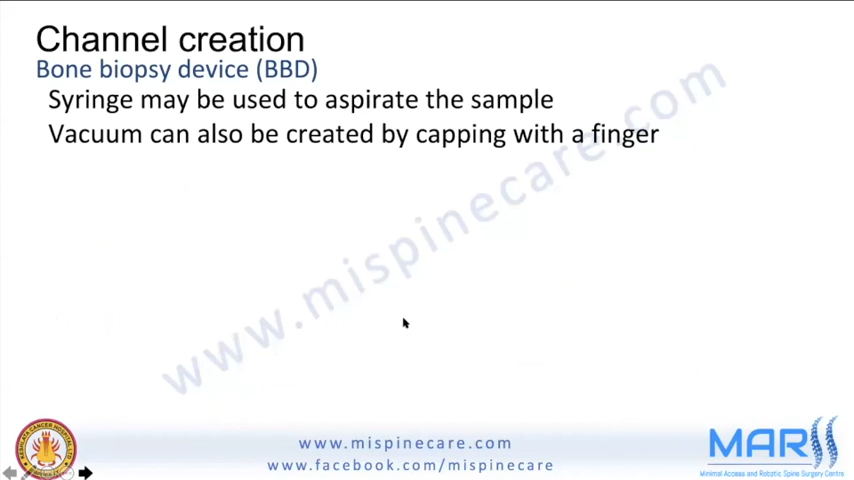 Channel creation
Bone biopsy device (BBD)
Syringe may be used to aspirate the sample
Vacuum can also be created by capping with a finger
www.mispinecare.com
www.mispinecare.com
www.facebook.com/mispinecare
MARSS
Minimal Access and Robotic Spine Surgery Centre